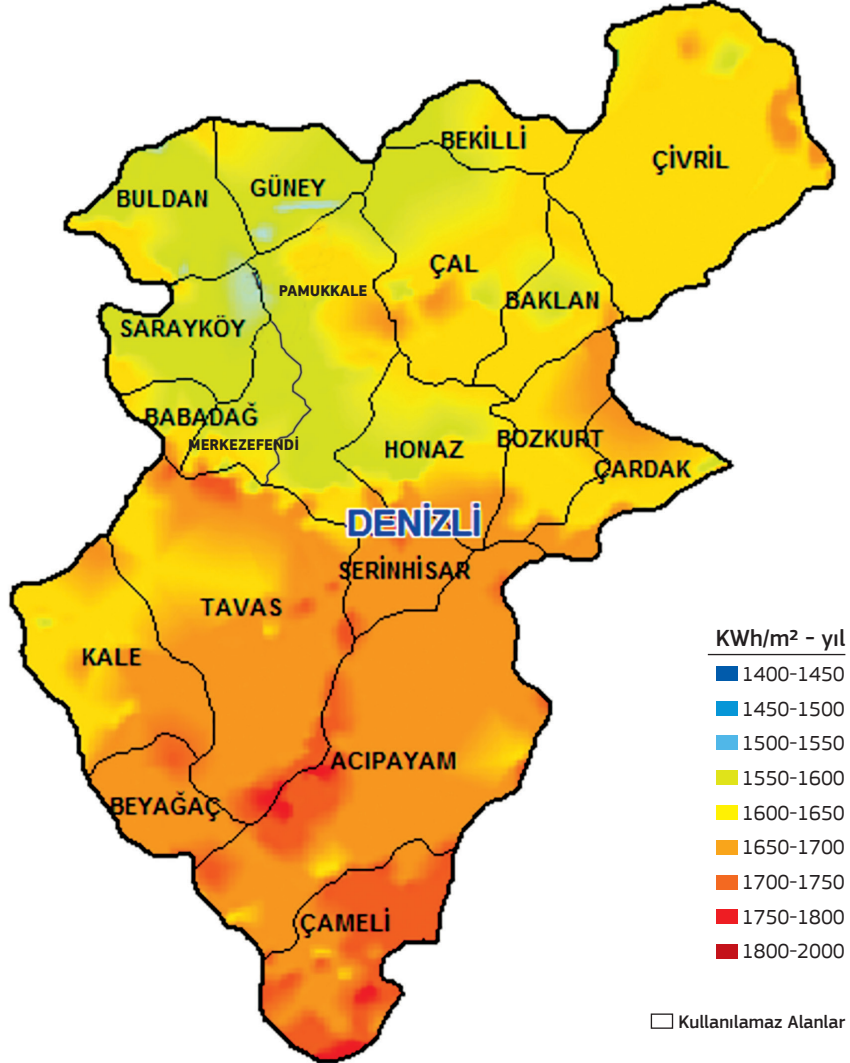 BEKİLLİ
ÇİVRİL
BULDAN
GÜNEY
ÇAL
PAMUKKALE
BAKLAN
SARAYKÖY
BABADAĞ
MERKEZEFENDİ
HONAZ
BOZKURT
ÇARDAK
DENİZLİ
SERİNHİSAR
TAVAS
KALE
ACIPAYAM
BEYAĞAÇ
ÇAMELİ
KWh/m² - yıl
1400-1450
1450-1500
1500-1550
1550-1600
1600-1650
1650-1700
1700-1750
1750-1800
1800-2000
Kullanılamaz Alanlar